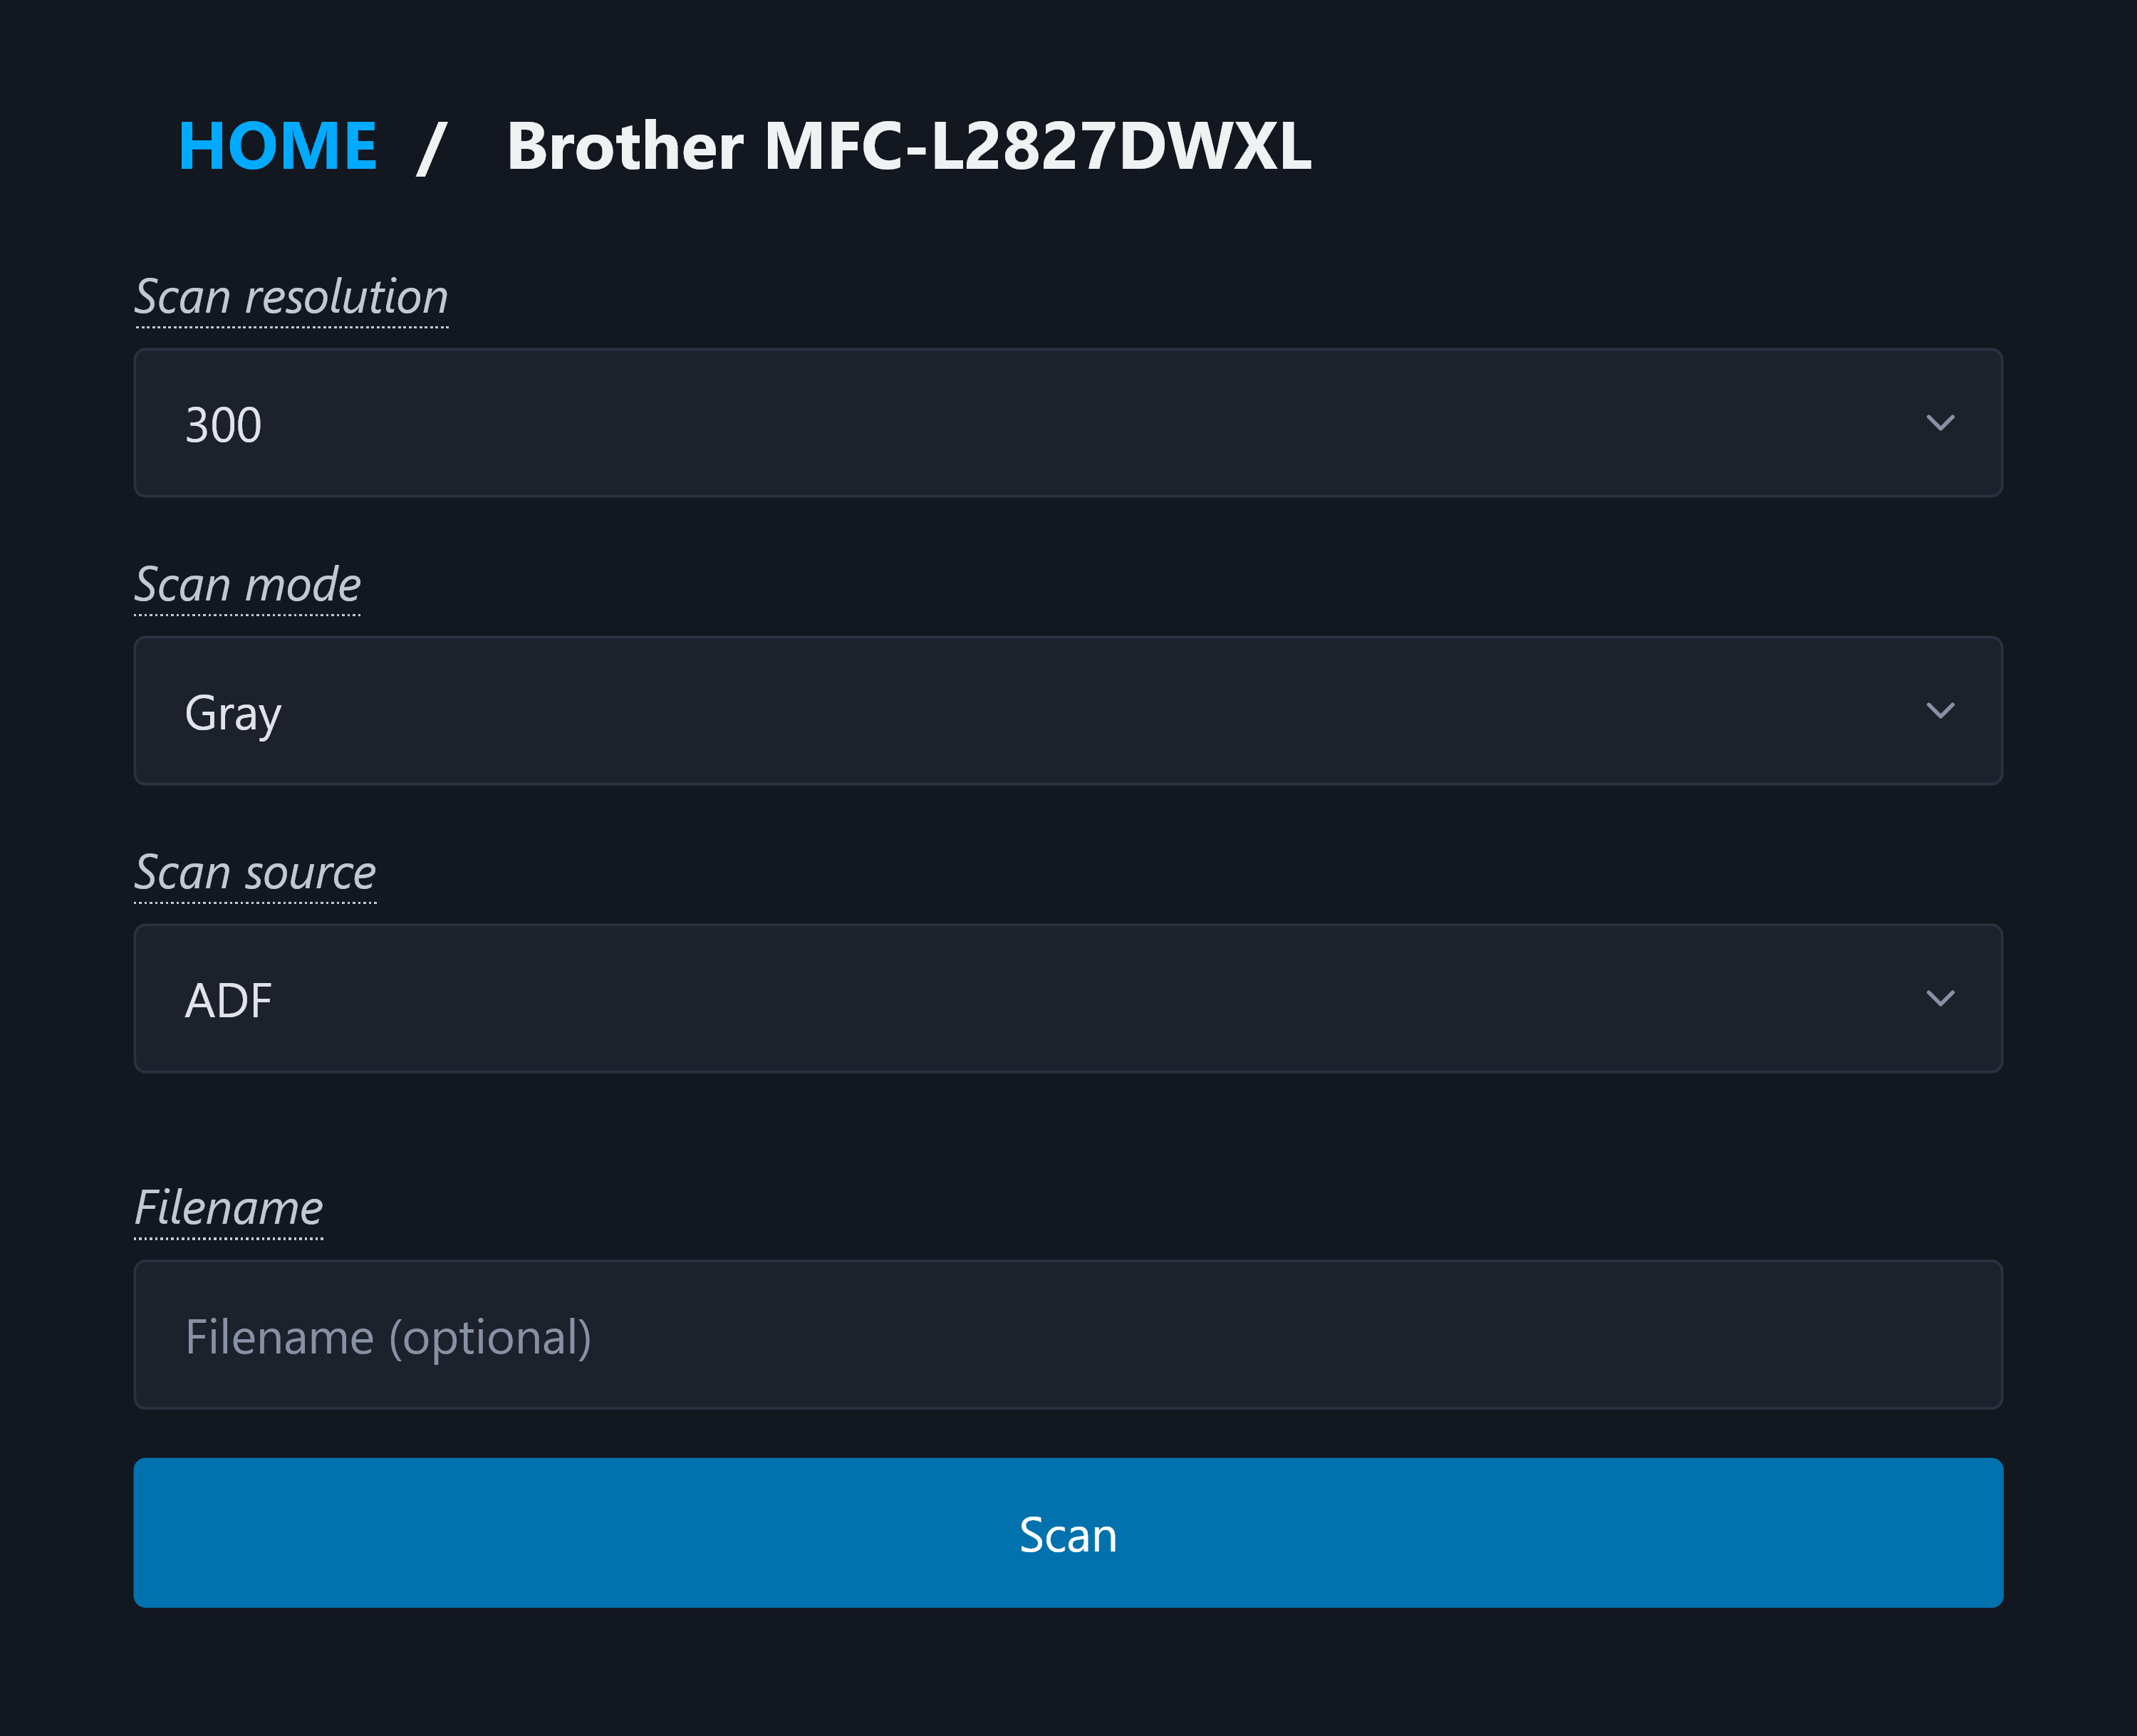 HOME / Brother MFC-L2827DWXL
Scan resolution
300
Scan mode
Gray
Scan source
ADF
Filename
Filename (optional)
Scan